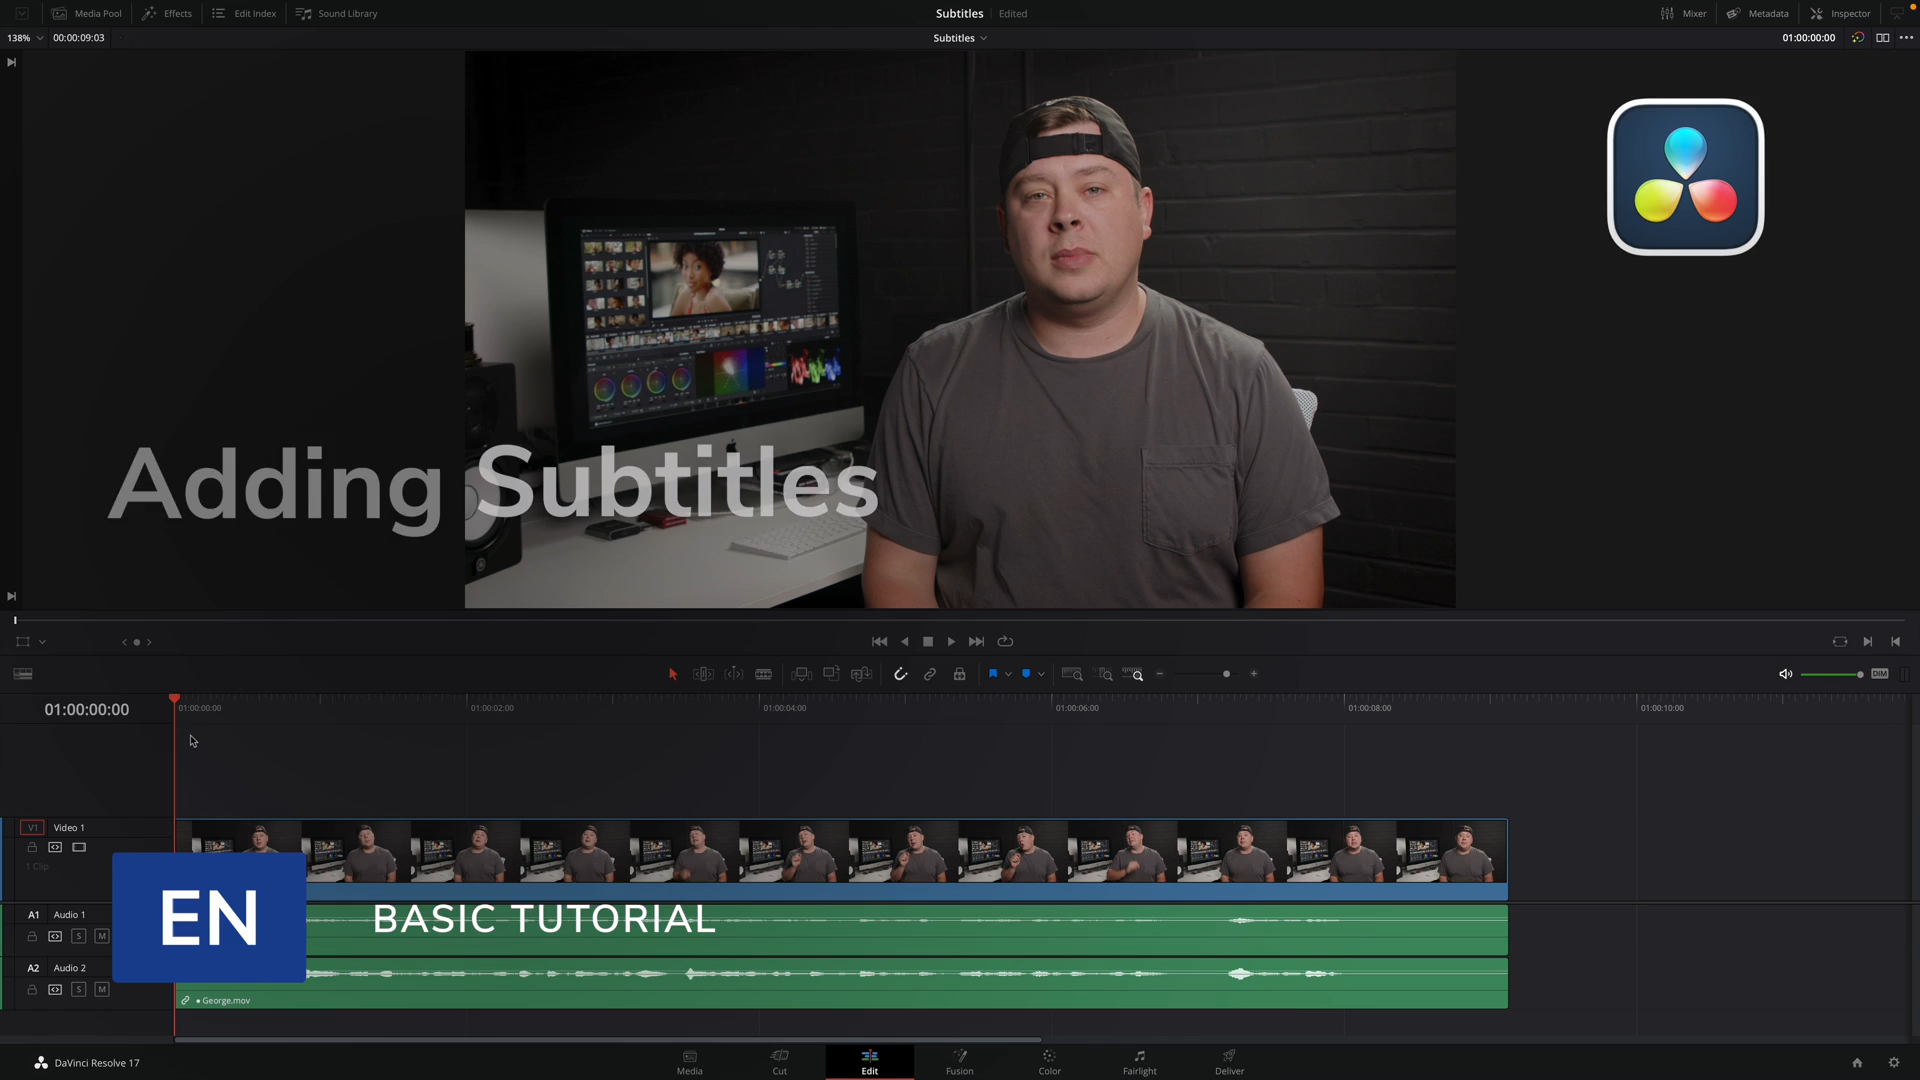 Media Pool
Effects
Edit Index
Sound Library
Subtitles
Edited
Mixer
Metadata
Inspector
138%
00:00:09:03
Subtitles
01:00:00:00
Adding Subtitles
DIM
01:00:00:00
01:00:00:00
01:00:02:00
01:00:04:00
01:00:06:00
01:00:08:00
01:00:10:00
V1
Video 1
1 Clip
A1
Audio 1
S
M
A2
Audio 2
S
M
EN
BASIC TUTORIAL
George.mov
DaVinci Resolve 17
Media
Cut
Edit
Fusion
Color
Fairlight
Deliver